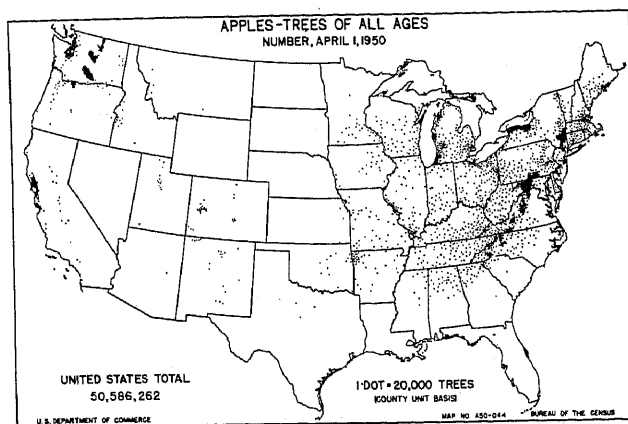 APPLES-TREES OF ALL AGES
NUMBER, APRIL 1, 1950
UNITED STATES TOTAL
50,586,262
1 DOT = 20,000 TREES
(COUNTY UNIT BASIS)
U. S. DEPARTMENT OF COMMERCE
MAP NO A50-044
BUREAU OF THE CENSUS